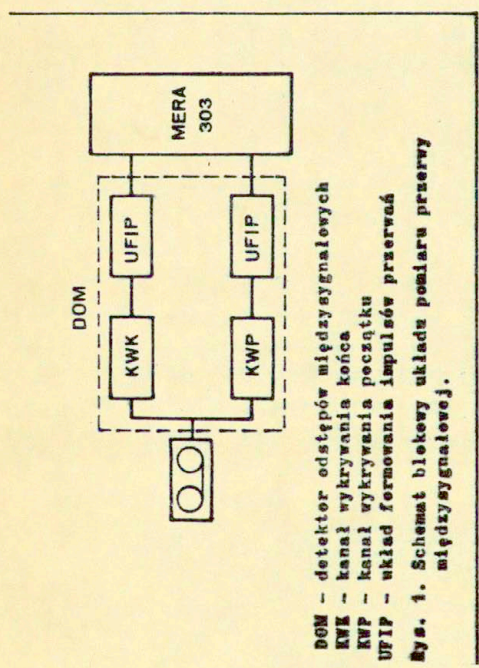 DOM
KWK
UFIP
MERA
303
KWP
UFIP
DOM - detektor odstępów międzysygnałowych
KWK - kanał wykrywania końca
KWP - kanał wykrywania początku
UFIP - układ formowania impulsów przerwań
Rys. 1. Schemat blokowy układu pomiaru przerwy
międzysygnałowej.